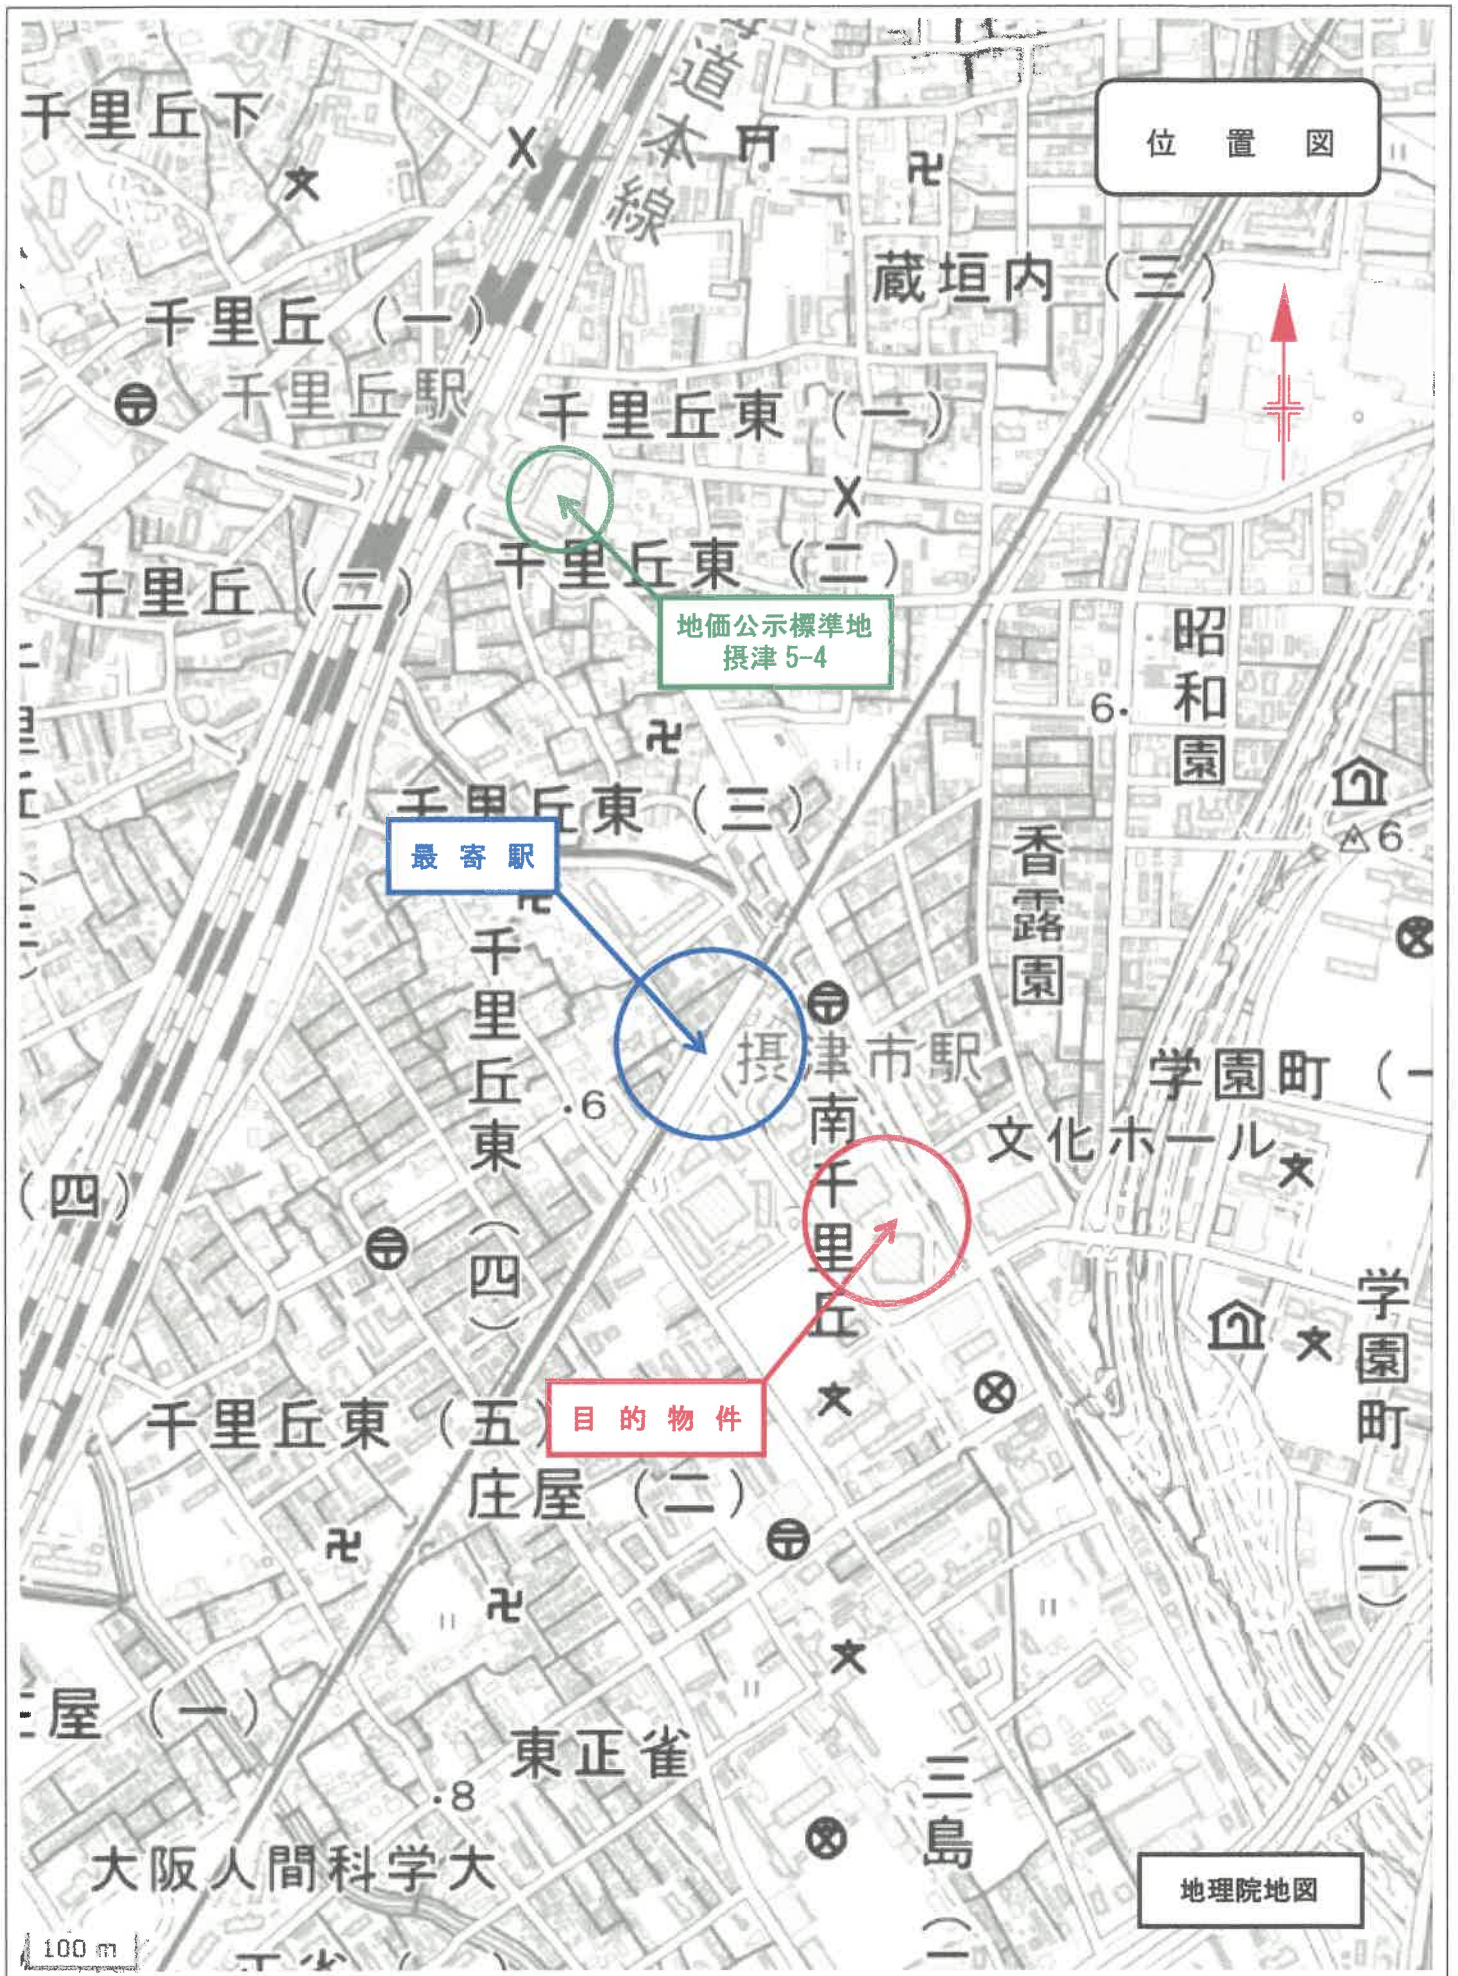 位 置 図
千里丘下
道本線
蔵垣内（三）
千里丘（一）
千里丘駅
千里丘東（一）
千里丘東（二）
千里丘（二）
地価公示標準地
摂津 5-4
昭和園
6
千里丘東（三）
6
最 寄 駅
香露園
千里丘東（四）
摂津市駅
学園町（一
6
南千里丘
文化ホール
（四）
学園町（二）
目 的 物 件
千里丘東（五）
庄屋（二）
屋（一）
東正雀
8
三島（二
大阪人間科学大
地理院地図
100 m